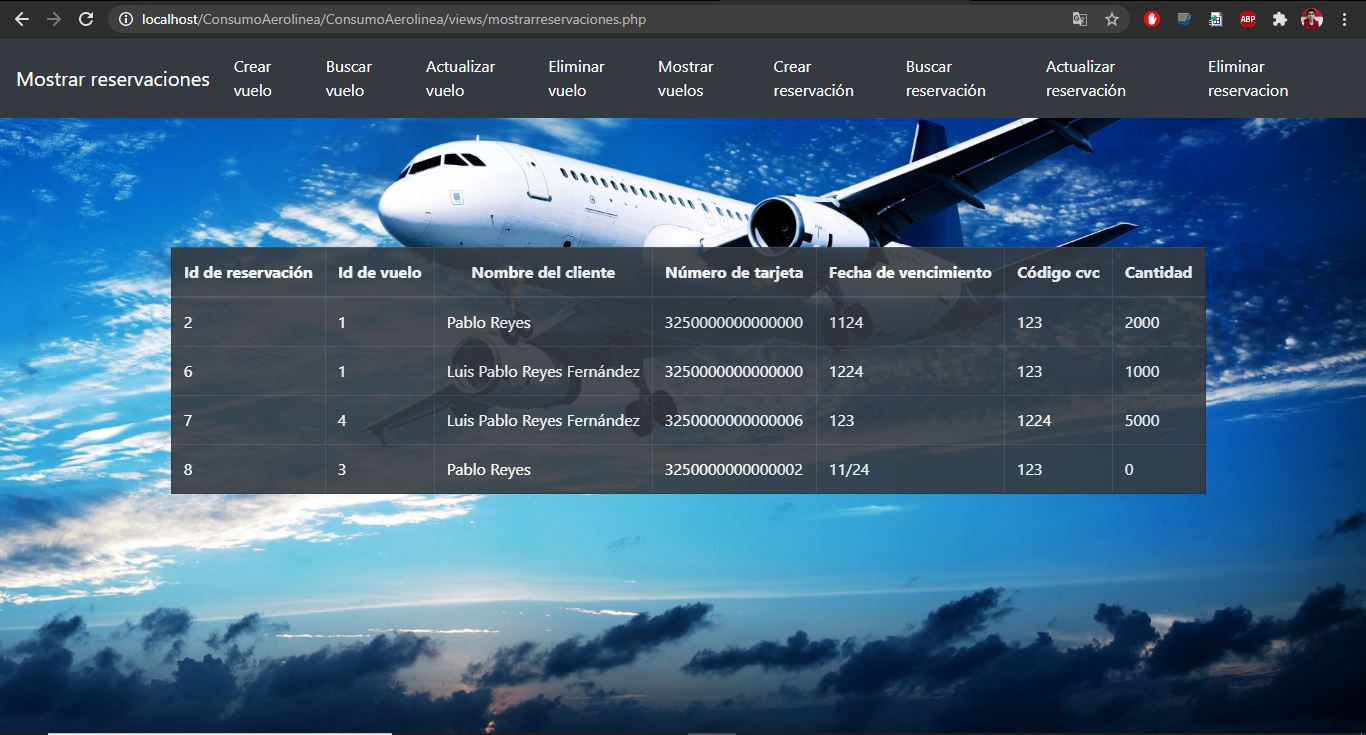 localhost/ConsumoAerolinea/ConsumoAerolinea/views/mostrarreservaciones.php
ABP
Mostrar reservaciones
Crear vuelo
Buscar vuelo
Actualizar vuelo
Eliminar vuelo
Mostrar vuelos
Crear reservación
Buscar reservación
Actualizar reservación
Eliminar reservacion
Id de reservación Id de vuelo Nombre del cliente Número de tarjeta Fecha de vencimiento Código cvc Cantidad
2 1 Pablo Reyes 3250000000000000 1124 123 2000
6 1 Luis Pablo Reyes Fernández 3250000000000000 1224 123 1000
7 4 Luis Pablo Reyes Fernández 3250000000000006 123 1224 5000
8 3 Pablo Reyes 3250000000000002 11/24 123 0